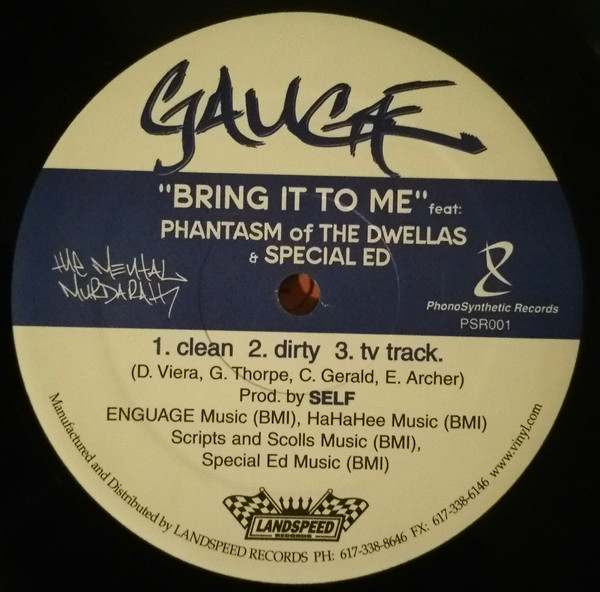 GAUGE
"BRING IT TO ME" feat:
PHANTASM of THE DWELLAS
& SPECIAL ED
THE MENTAL
MURDARAHS
PhonoSynthetic Records
PSR001
1. clean 2. dirty 3. tv track.
(D. Viera, G. Thorpe, C. Gerald, E. Archer)
Prod. by SELF
ENGUAGE Music (BMI), HaHaHee Music (BMI)
Scripts and Scolls Music (BMI),
Special Ed Music (BMI)
LANDSPEED
RECORDS
Manufactured and Distributed by LANDSPEED RECORDS PH: 617-338-8646 FX: 617-338-6146 www.vinyl.com